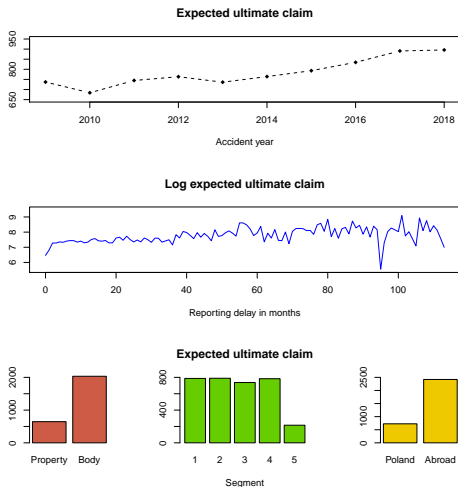 Expected ultimate claim
650 800 950
2010 2012 2014 2016 2018
Accident year
Log expected ultimate claim
6 7 8 9
0 20 40 60 80 100
Reporting delay in months
Expected ultimate claim
0 1000 2000
Property Body
0 400 800
1 2 3 4 5
Segment
0 1000 2500
Poland Abroad